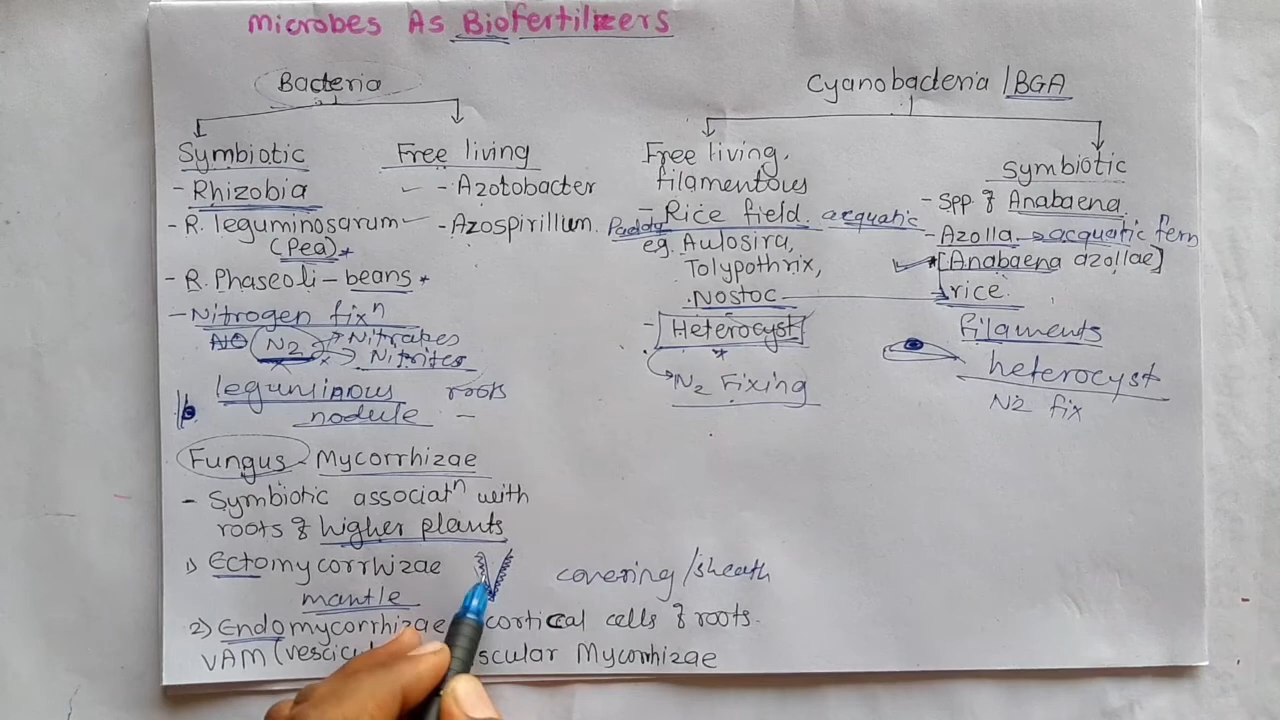 Microbes As Biofertilizers
Bacteria
Symbiotic
- Rhizobia
- R. leguminosarum
(Pea)*
- R. Phaseoli - beans *
- Nitrogen fixn
N2 → Nitrates
→ Nitrites
leguminous roots
nodule -
Free living
- Azotobacter
- Azospirillum
Cyanobacteria / BGA
Free living.
filamentous
- Rice field. acquatic
Paddy
eg. Aulosira,
Tolypothrix,
Nostoc
- Heterocyst
*
→ N2 Fixing
Symbiotic
- Spp of Anabaena
- Azolla → acquatic fern
*[Anabaena azollae]
→ rice.
Filaments
heterocyst
N2 fix
Fungus - Mycorrhizae
- Symbiotic associatn with
roots of higher plants
1) Ectomycorrhizae
mantle
covering / sheath
2) Endomycorrhizae cortical cells of roots.
VAM ( Mycorrhizae